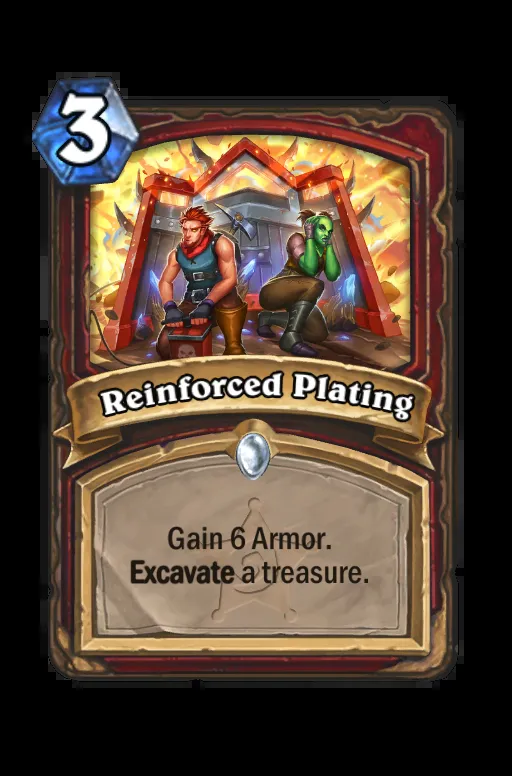 3
Reinforced Plating
Gain 6 Armor.
Excavate a treasure.